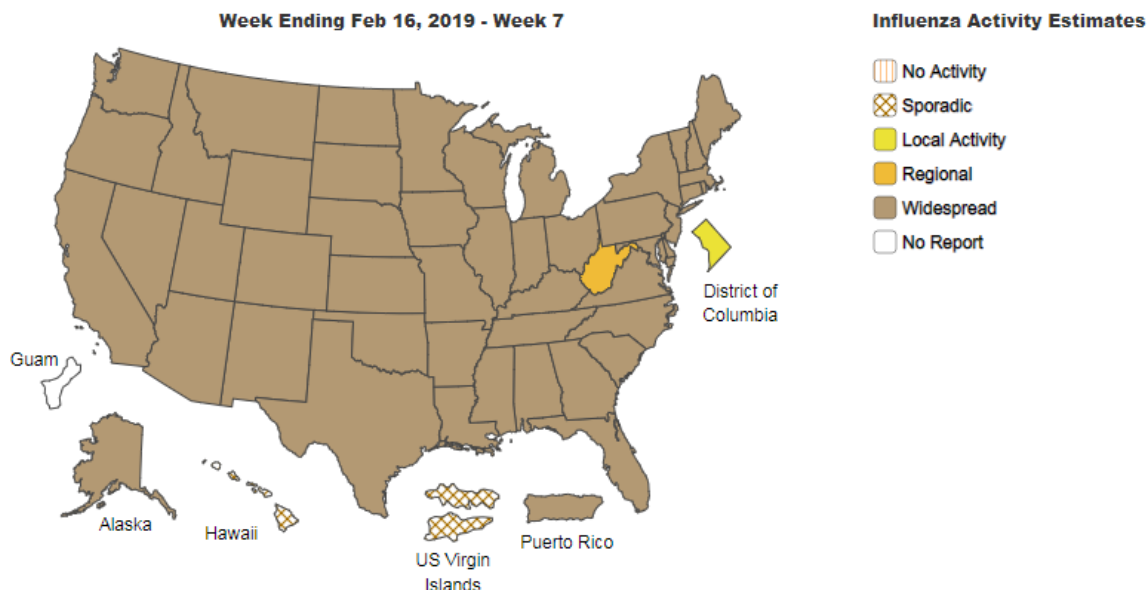 Week Ending Feb 16, 2019 - Week 7
Influenza Activity Estimates
No Activity
Sporadic
Local Activity
Regional
Widespread
No Report
District of
Columbia
Guam
Alaska
Hawaii
US Virgin
Islands
Puerto Rico